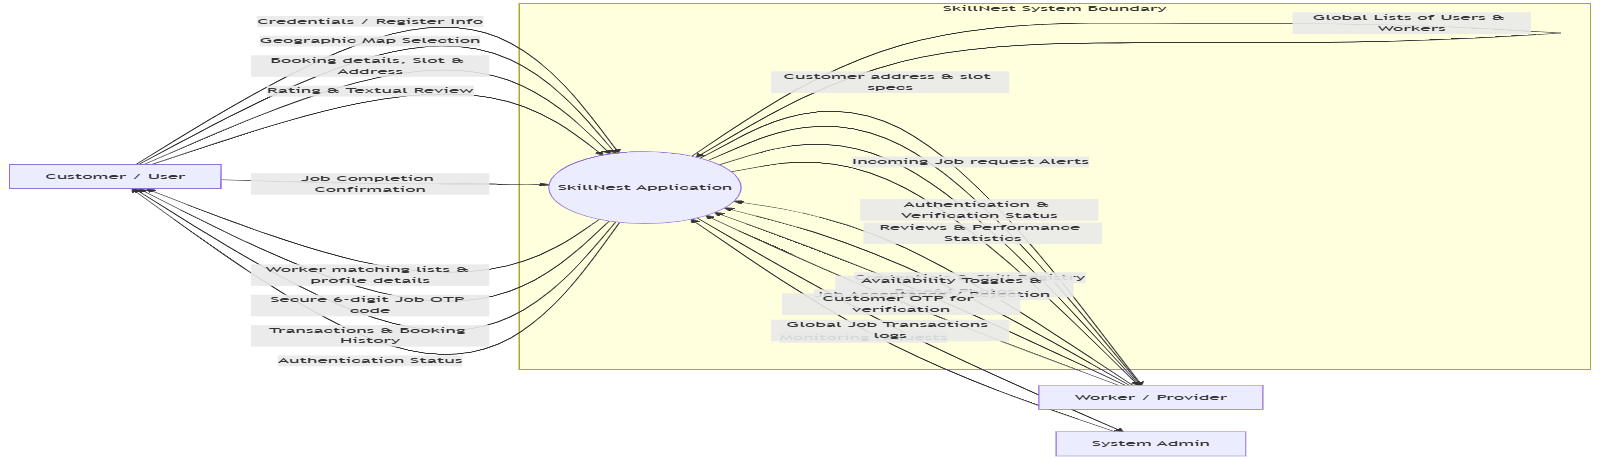 SkillNest System Boundary
Credentials / Register Info
Geographic Map Selection
Booking details, Slot &
Address
Rating & Textual Review
Global Lists of Users &
Workers
Customer address & slot
specs
Customer / User
Job Completion
Confirmation
SkillNest Application
Incoming Job request Alerts
Authentication &
Verification Status
Reviews & Performance
Statistics
Worker matching lists &
profile details
Secure 6-digit Job OTP
code
Transactions & Booking
History
Authentication Status
Availability Toggles &
Customer OTP for
verification
Global Job Transactions
logs
Worker / Provider
System Admin